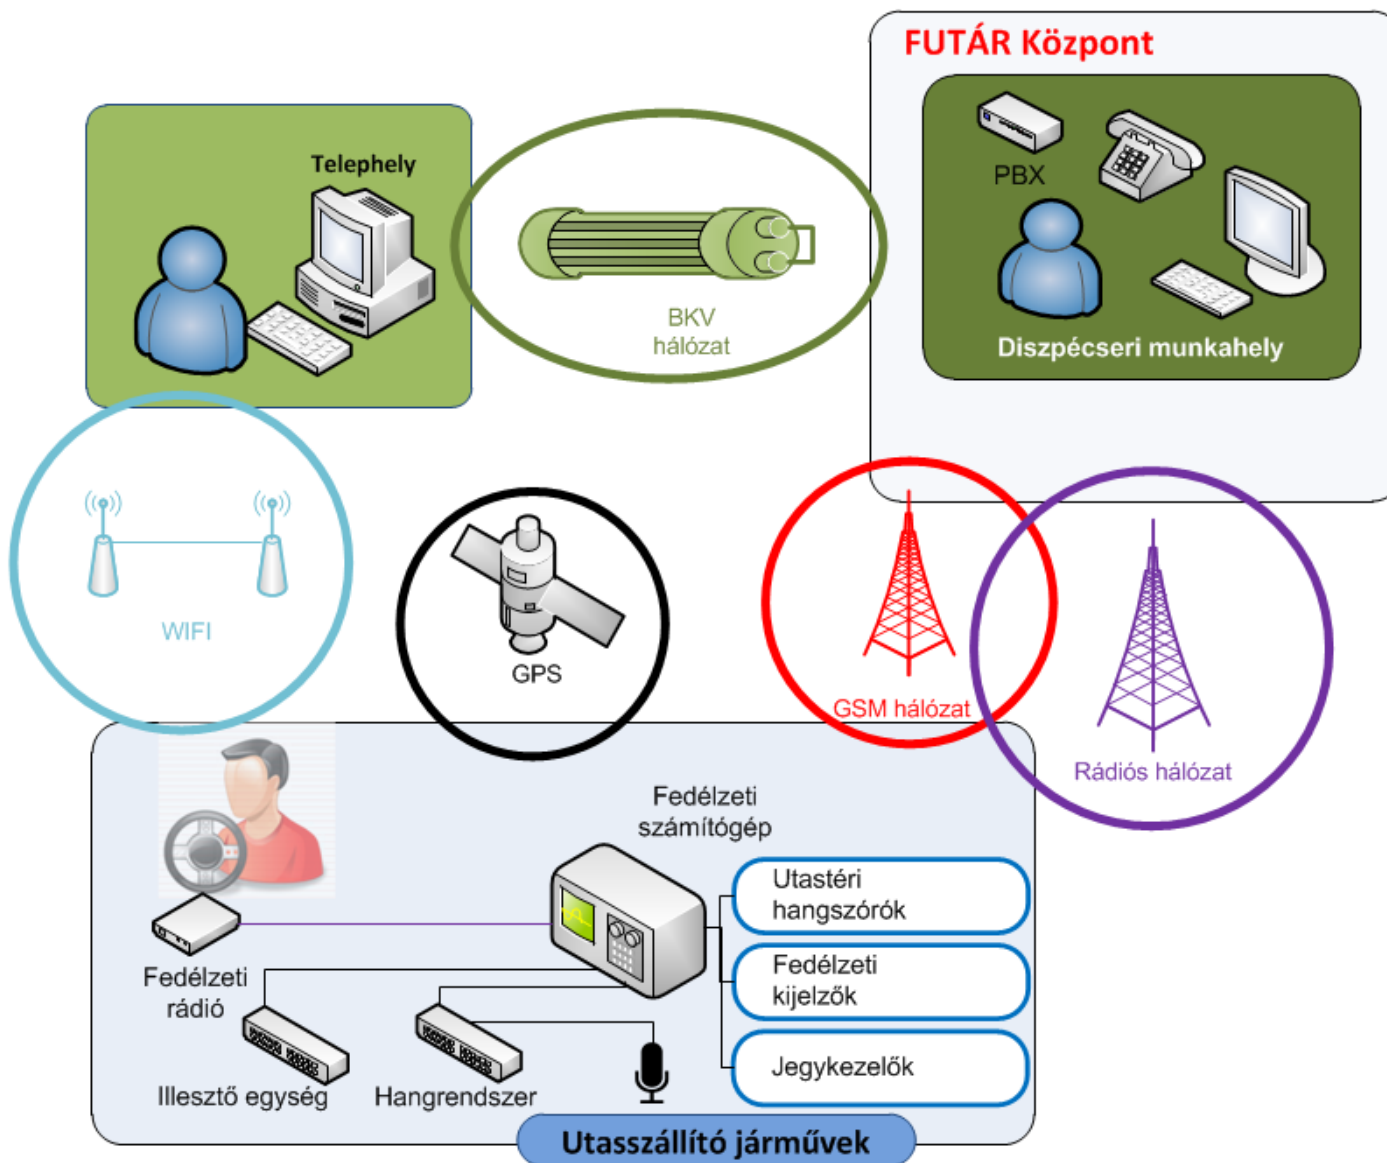 FUTÁR Központ
Telephely
PBX
BKV
hálózat
Diszpécseri munkahely
WIFI
GPS
GSM hálózat
Rádiós hálózat
Fedélzeti
számítógép
Utastéri
hangszórók
Fedélzeti
kijelzők
Jegykezelők
Fedélzeti
rádió
Illesztő egység
Hangrendszer
Utasszállító járművek